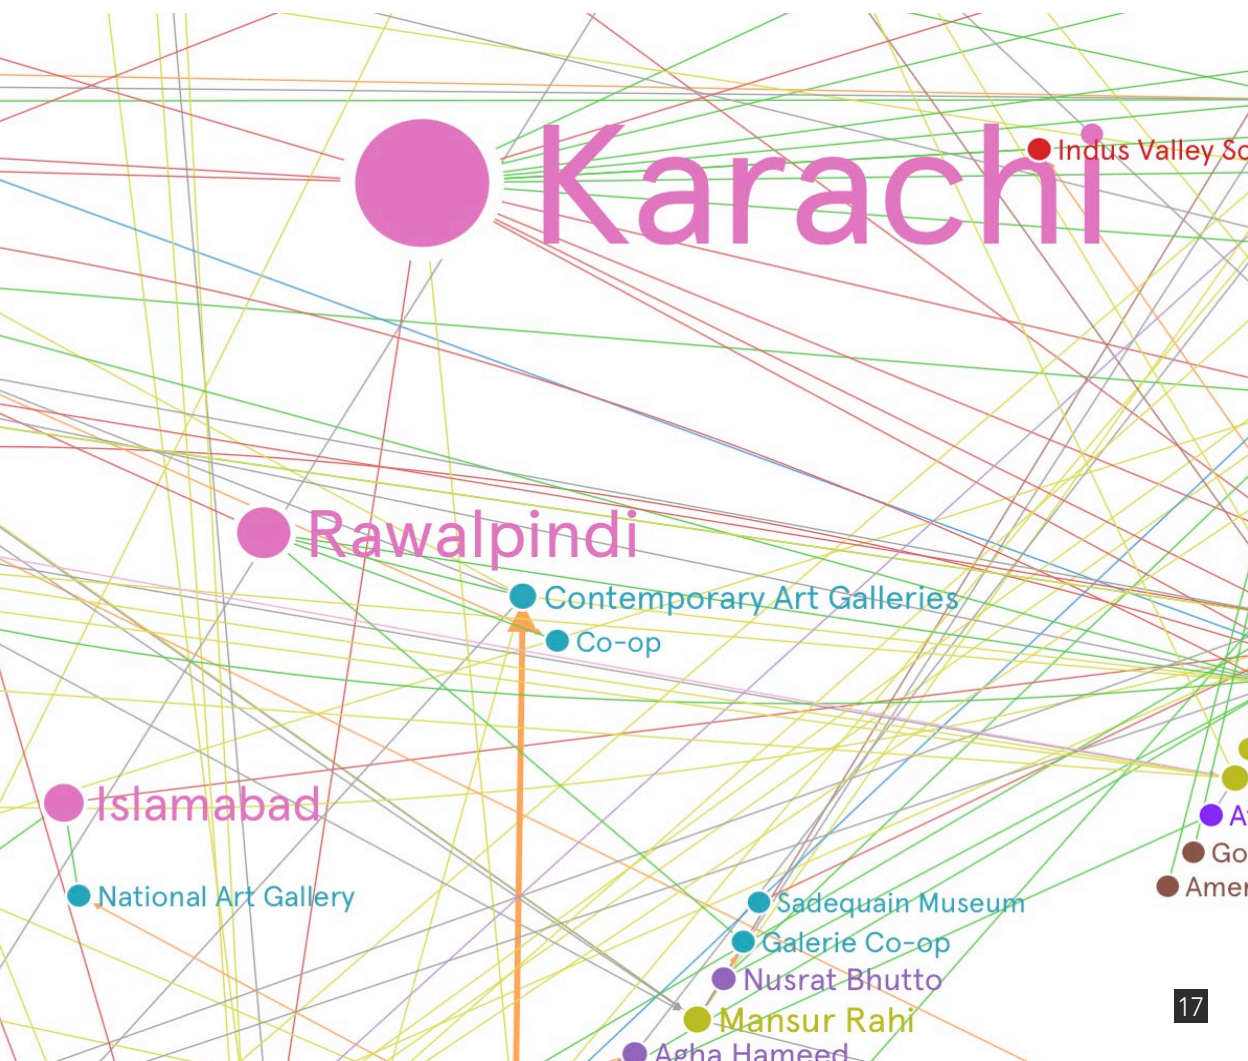 Karachi
Indus Valley
Rawalpindi
Contemporary Art Galleries
Co-op
Islamabad
National Art Gallery
Sadequain Museum
Galerie Co-op
Nusrat Bhutto
Mansur Rahi
Agha Hameed
17